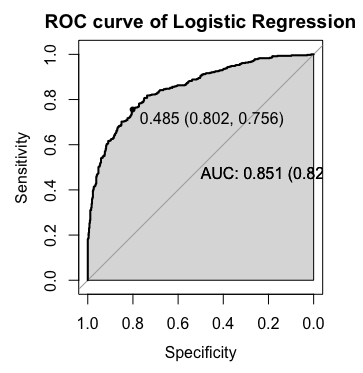 ROC curve of Logistic Regression
Sensitivity
1.0
0.8
0.6
0.4
0.2
0.0
0.485 (0.802, 0.756)
AUC: 0.851 (0.82
1.0 0.8 0.6 0.4 0.2 0.0
Specificity